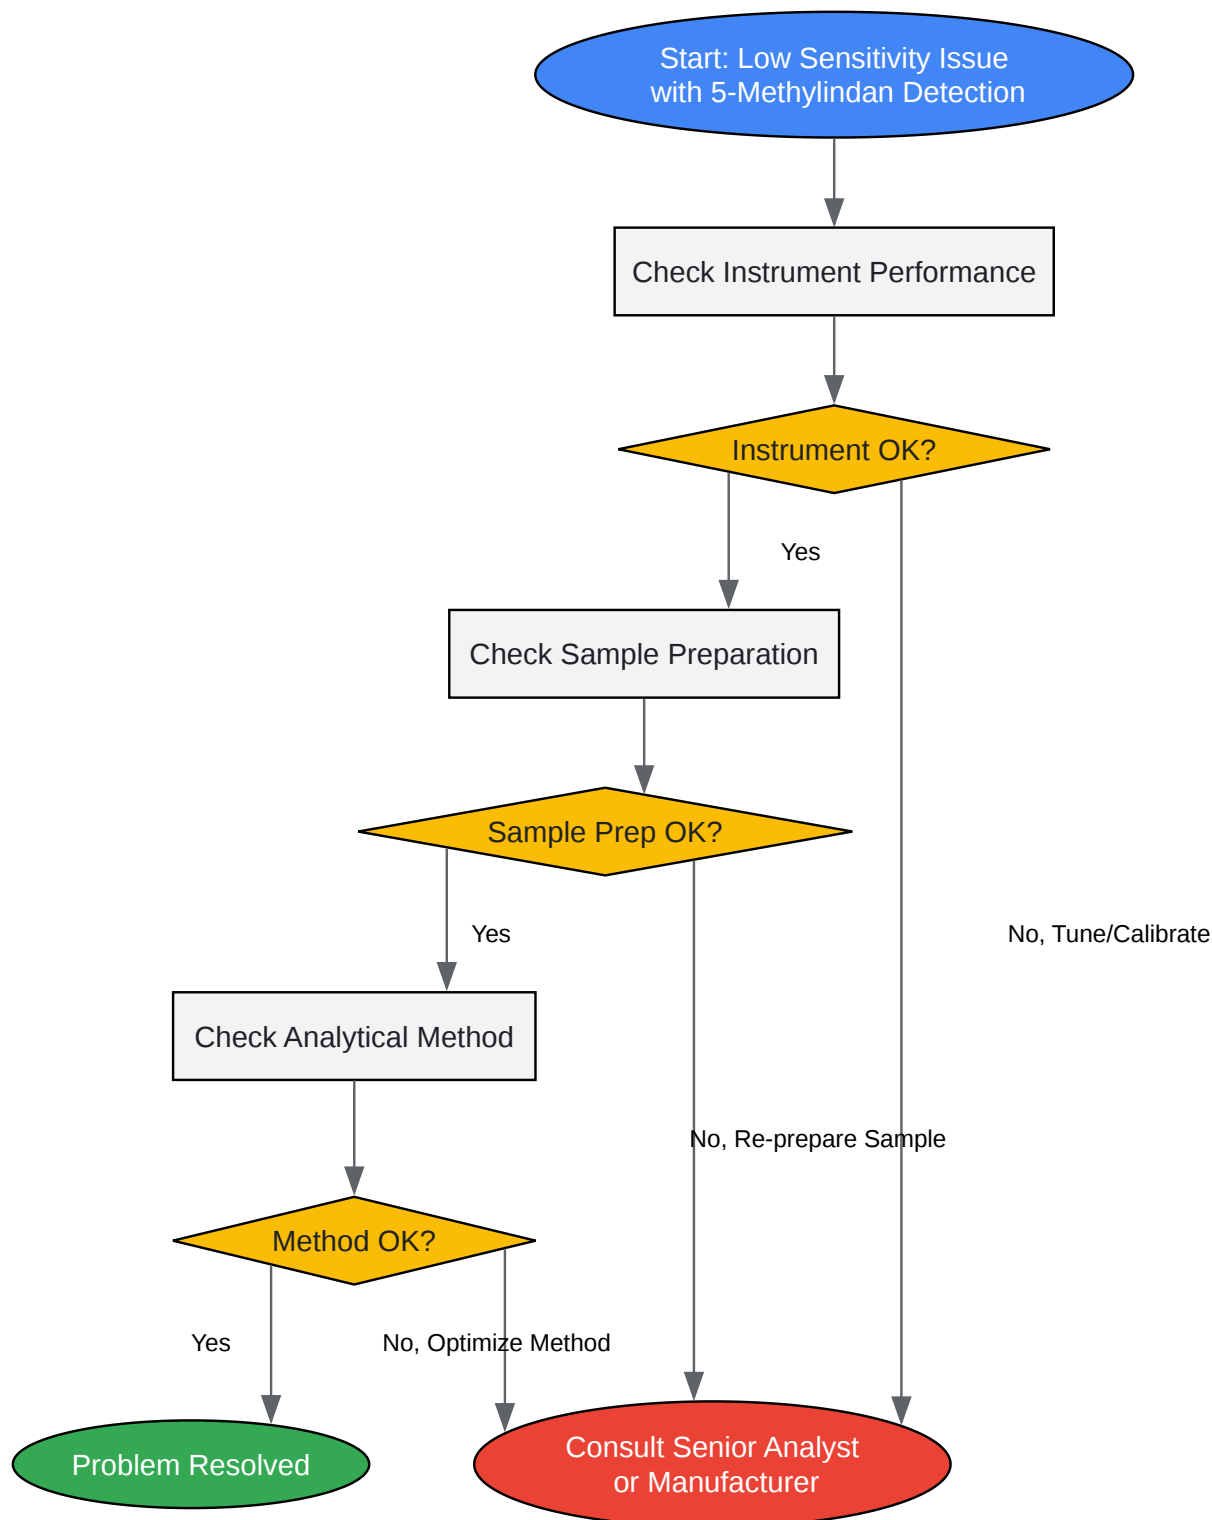 Start: Low Sensitivity Issue
with 5-Methylindan Detection
Check Instrument Performance
Instrument OK?
Yes
Check Sample Preparation
Sample Prep OK?
Yes
No, Tune/Calibrate
Check Analytical Method
No, Re-prepare Sample
Method OK?
Yes
No, Optimize Method
Problem Resolved
Consult Senior Analyst
or Manufacturer